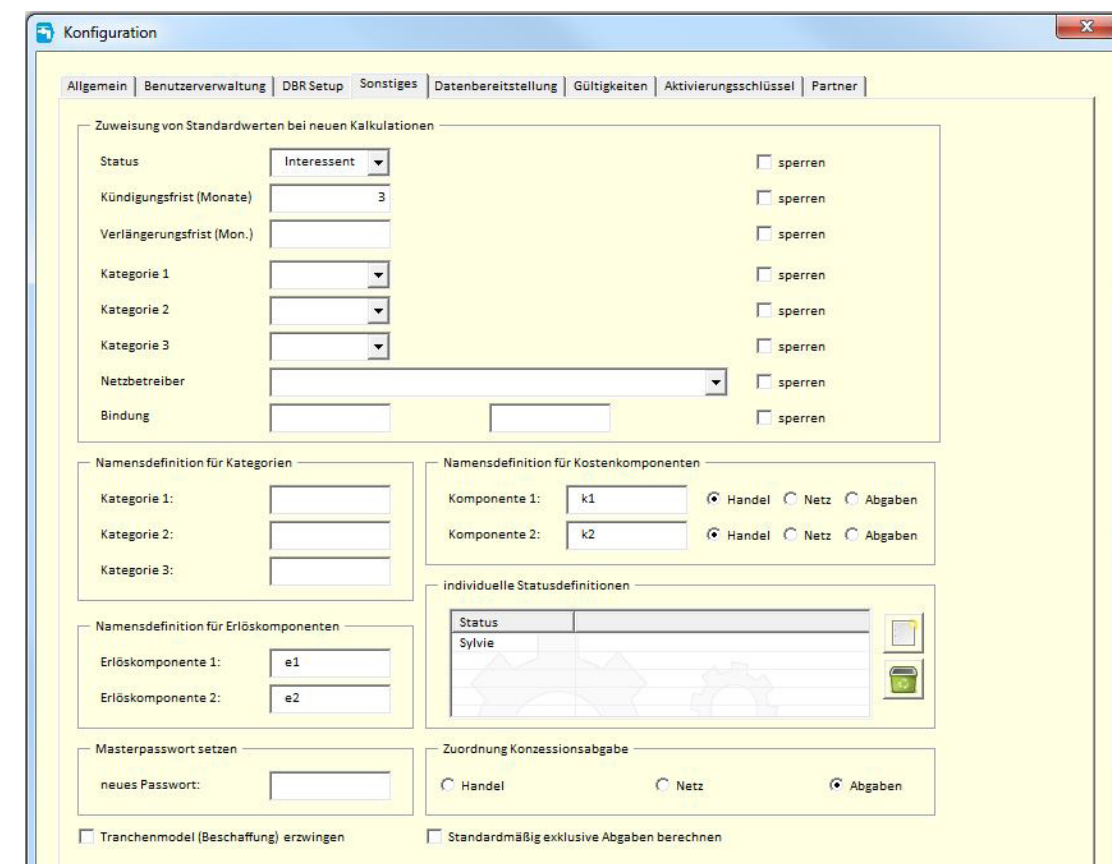 Konfiguration
Allgemein Benutzerverwaltung DBR Setup Sonstiges Datenbereitstellung Gültigkeiten Aktivierungsschlüssel Partner
Zuweisung von Standardwerten bei neuen Kalkulationen
Status Interessent sperren
Kündigungsfrist (Monate) 3 sperren
Verlängerungsfrist (Mon.) sperren
Kategorie 1 sperren
Kategorie 2 sperren
Kategorie 3 sperren
Netzbetreiber sperren
Bindung sperren
Namensdefinition für Kategorien
Kategorie 1:
Kategorie 2:
Kategorie 3:
Namensdefinition für Kostenkomponenten
Komponente 1: k1 Handel Netz Abgaben
Komponente 2: k2 Handel Netz Abgaben
individuelle Statusdefinitionen
Status
Sylvie
Namensdefinition für Erlöskomponenten
Erlöskomponente 1: e1
Erlöskomponente 2: e2
Masterpasswort setzen
neues Passwort:
Zuordnung Konzessionsabgabe
Handel Netz Abgaben
Tranchenmodel (Beschaffung) erzwingen
Standardmäßig exklusive Abgaben berechnen